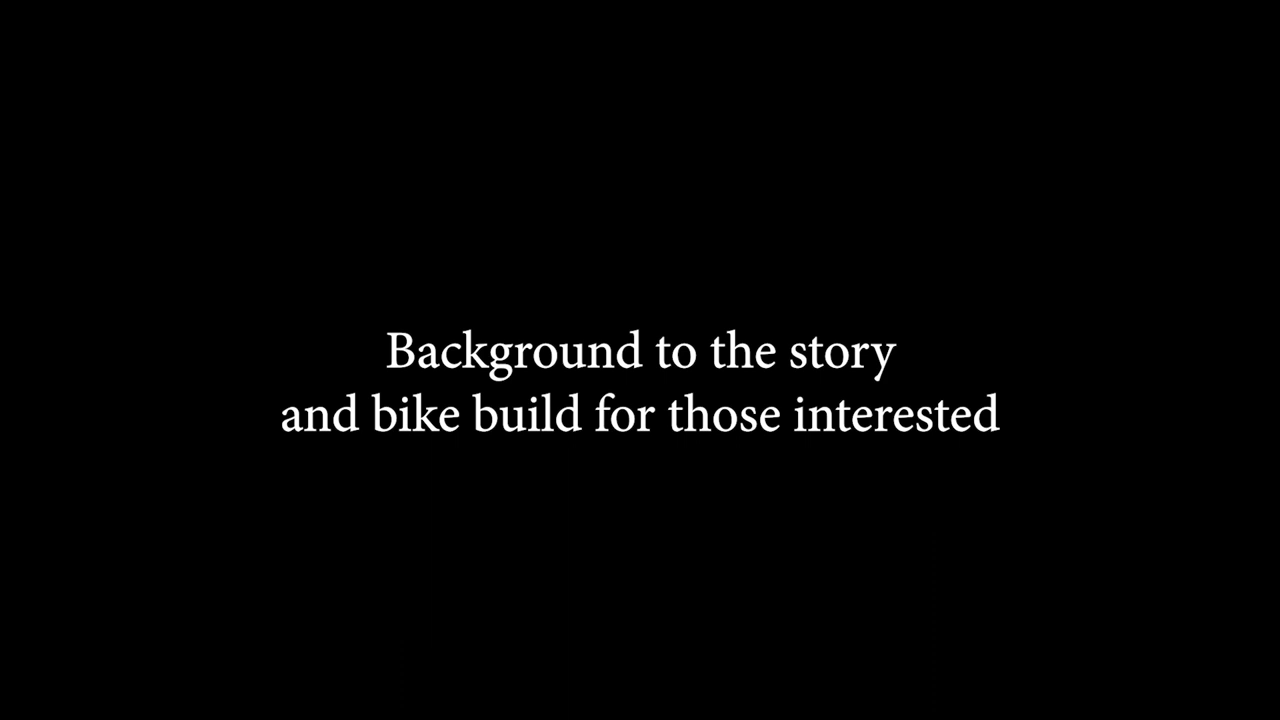 Background to the story
and bike build for those interested